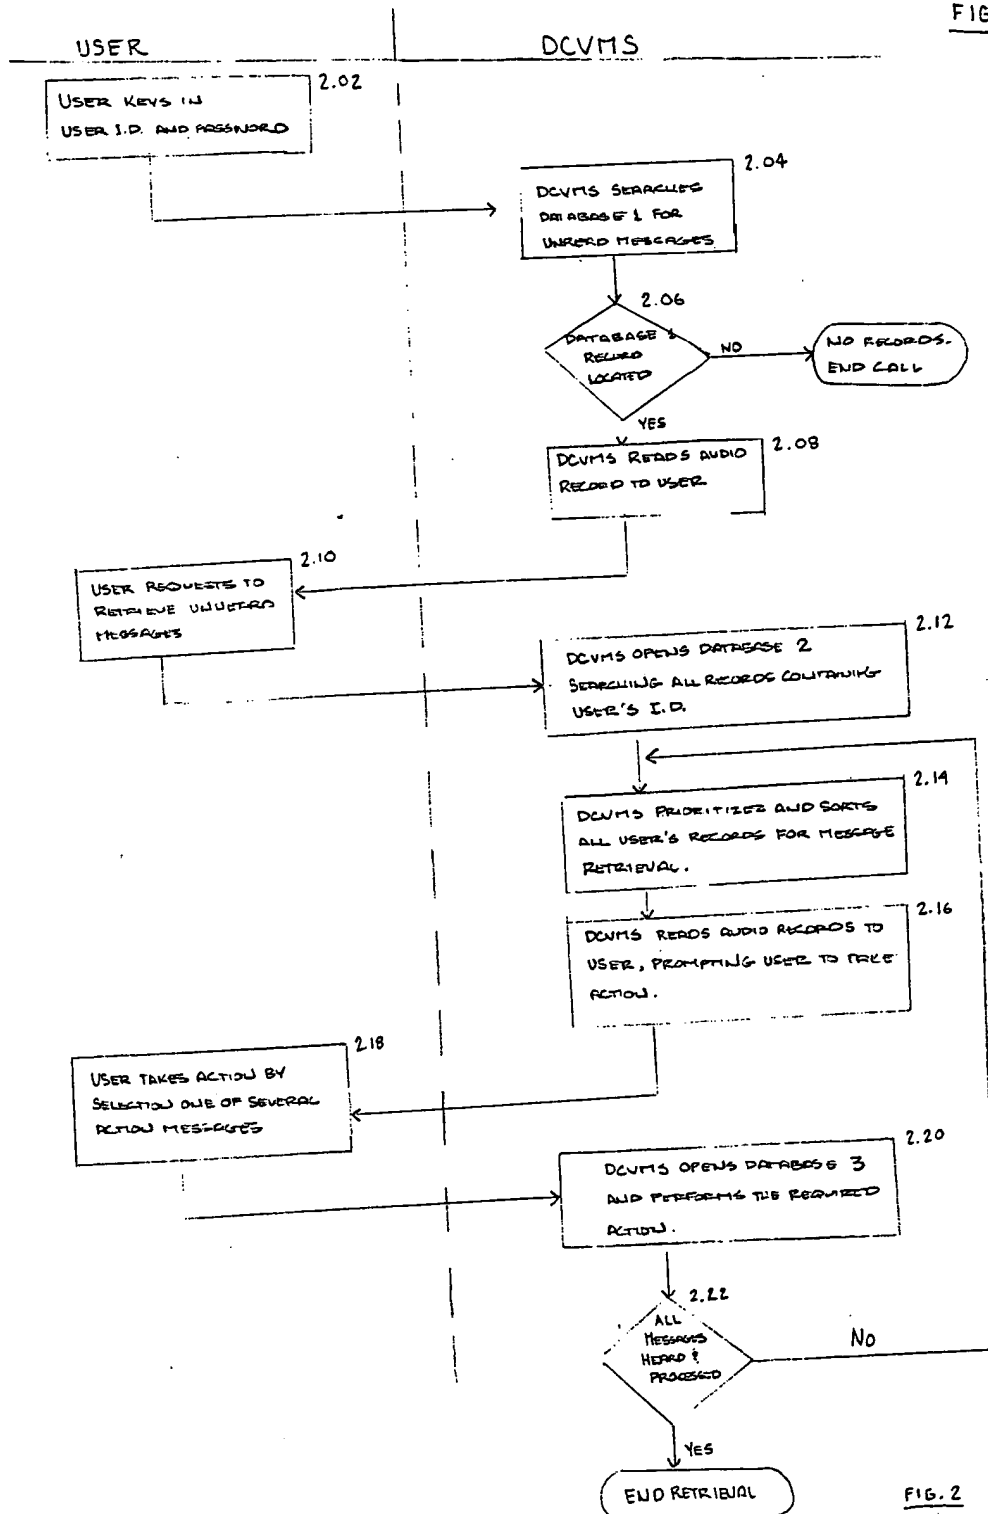 FIG
USER
DCVMS
2.02
USER KEYS IN
USER I.D. AND PASSWORD
2.04
DCVMS SEARCHES
DATABASE 1 FOR
UNREAD MESSAGES
2.06
DATABASE 1
RECORD
LOCATED
NO
NO RECORDS.
END CALL
YES
2.08
DCVMS READS AUDIO
RECORD TO USER
2.10
USER REQUESTS TO
RETRIEVE UNHEARD
MESSAGES
2.12
DCVMS OPENS DATABASE 2
SEARCHING ALL RECORDS CONTAINING
USER'S I.D.
2.14
DCVMS PRIORITIZEZ AND SORTS
ALL USER'S RECORDS FOR MESSAGE
RETRIEVAL.
2.16
DCVMS READS AUDIO RECORDS TO
USER, PROMPTING USER TO TAKE
ACTION.
2.18
USER TAKES ACTION BY
SELECTION ONE OF SEVERAL
ACTION MESSAGES
2.20
DCVMS OPENS DATABASE 3
AND PERFORMS THE REQUIRED
ACTION.
2.22
ALL
MESSAGES
HEARD &
PROCESSED
NO
YES
END RETRIEVAL
FIG. 2